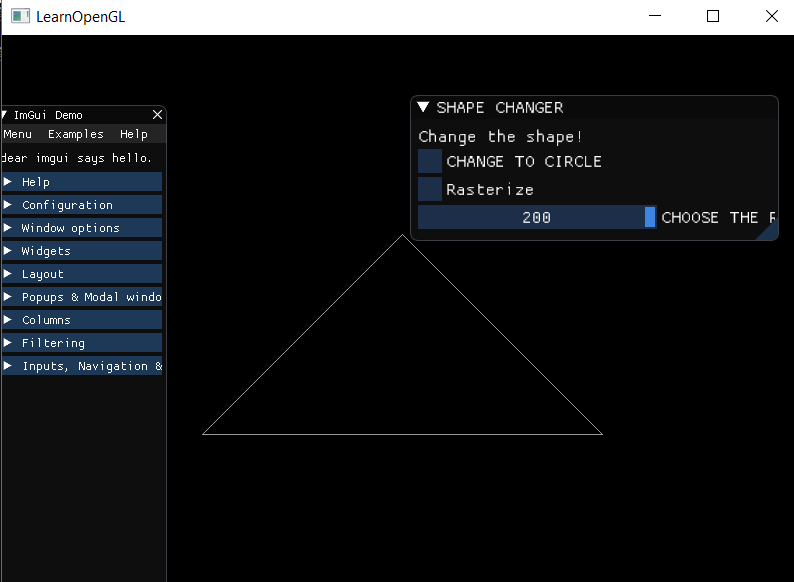 LearnOpenGL
ImGui Demo
Menu Examples Help
dear imgui says hello.
Help
Configuration
Window options
Widgets
Layout
Popups & Modal windo
Columns
Filtering
Inputs, Navigation &
SHAPE CHANGER
Change the shape!
CHANGE TO CIRCLE
Rasterize
200 CHOOSE THE